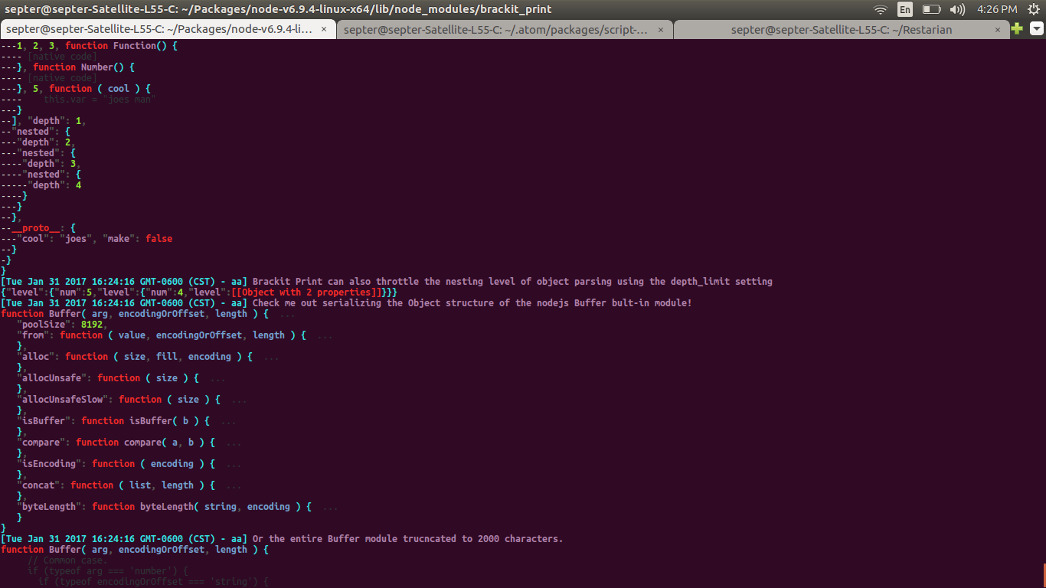 septer@septer-Satellite-L55-C: ~/Packages/node-v6.9.4-linux-x64/lib/node_modules/brackit_print
En
4:26 PM
septer@septer-Satellite-L55-C: ~/Packages/node-v6.9.4-li... ×
septer@septer-Satellite-L55-C: ~/.atom/packages/script-... ×
septer@septer-Satellite-L55-C: ~/Restarian ×
---1, 2, 3, function Function() {
---- [native code]
---}, function Number() {
---- [native code]
---}, 5, function ( cool ) {
----    this.var = "joes man"
---}
--], "depth": 1,
--"nested": {
---"depth": 2,
---"nested": {
----"depth": 3,
----"nested": {
-----"depth": 4
----}
---}
--},
--__proto__: {
---"cool": "joes", "make": false
--}
-}
}
[Tue Jan 31 2017 16:24:16 GMT-0600 (CST) - aa] Brackit Print can also throttle the nesting level of object parsing using the depth_limit setting
{"level":{"num":5,"level":{"num":4,"level":[[Object with 2 properties]]}}}
[Tue Jan 31 2017 16:24:16 GMT-0600 (CST) - aa] Check me out serializing the Object structure of the nodejs Buffer bult-in module!
function Buffer( arg, encodingOrOffset, length ) {  ...
   "poolSize": 8192,
   "from": function ( value, encodingOrOffset, length ) {  ...
   },
   "alloc": function ( size, fill, encoding ) {  ...
   },
   "allocUnsafe": function ( size ) {  ...
   },
   "allocUnsafeSlow": function ( size ) {  ...
   },
   "isBuffer": function isBuffer( b ) {  ...
   },
   "compare": function compare( a, b ) {  ...
   },
   "isEncoding": function ( encoding ) {  ...
   },
   "concat": function ( list, length ) {  ...
   },
   "byteLength": function byteLength( string, encoding ) {  ...
   }
}
[Tue Jan 31 2017 16:24:16 GMT-0600 (CST) - aa] Or the entire Buffer module trucncated to 2000 characters.
function Buffer( arg, encodingOrOffset, length ) {
     // Common case.
     if (typeof arg === 'number') {
       if (typeof encodingOrOffset === 'string') {